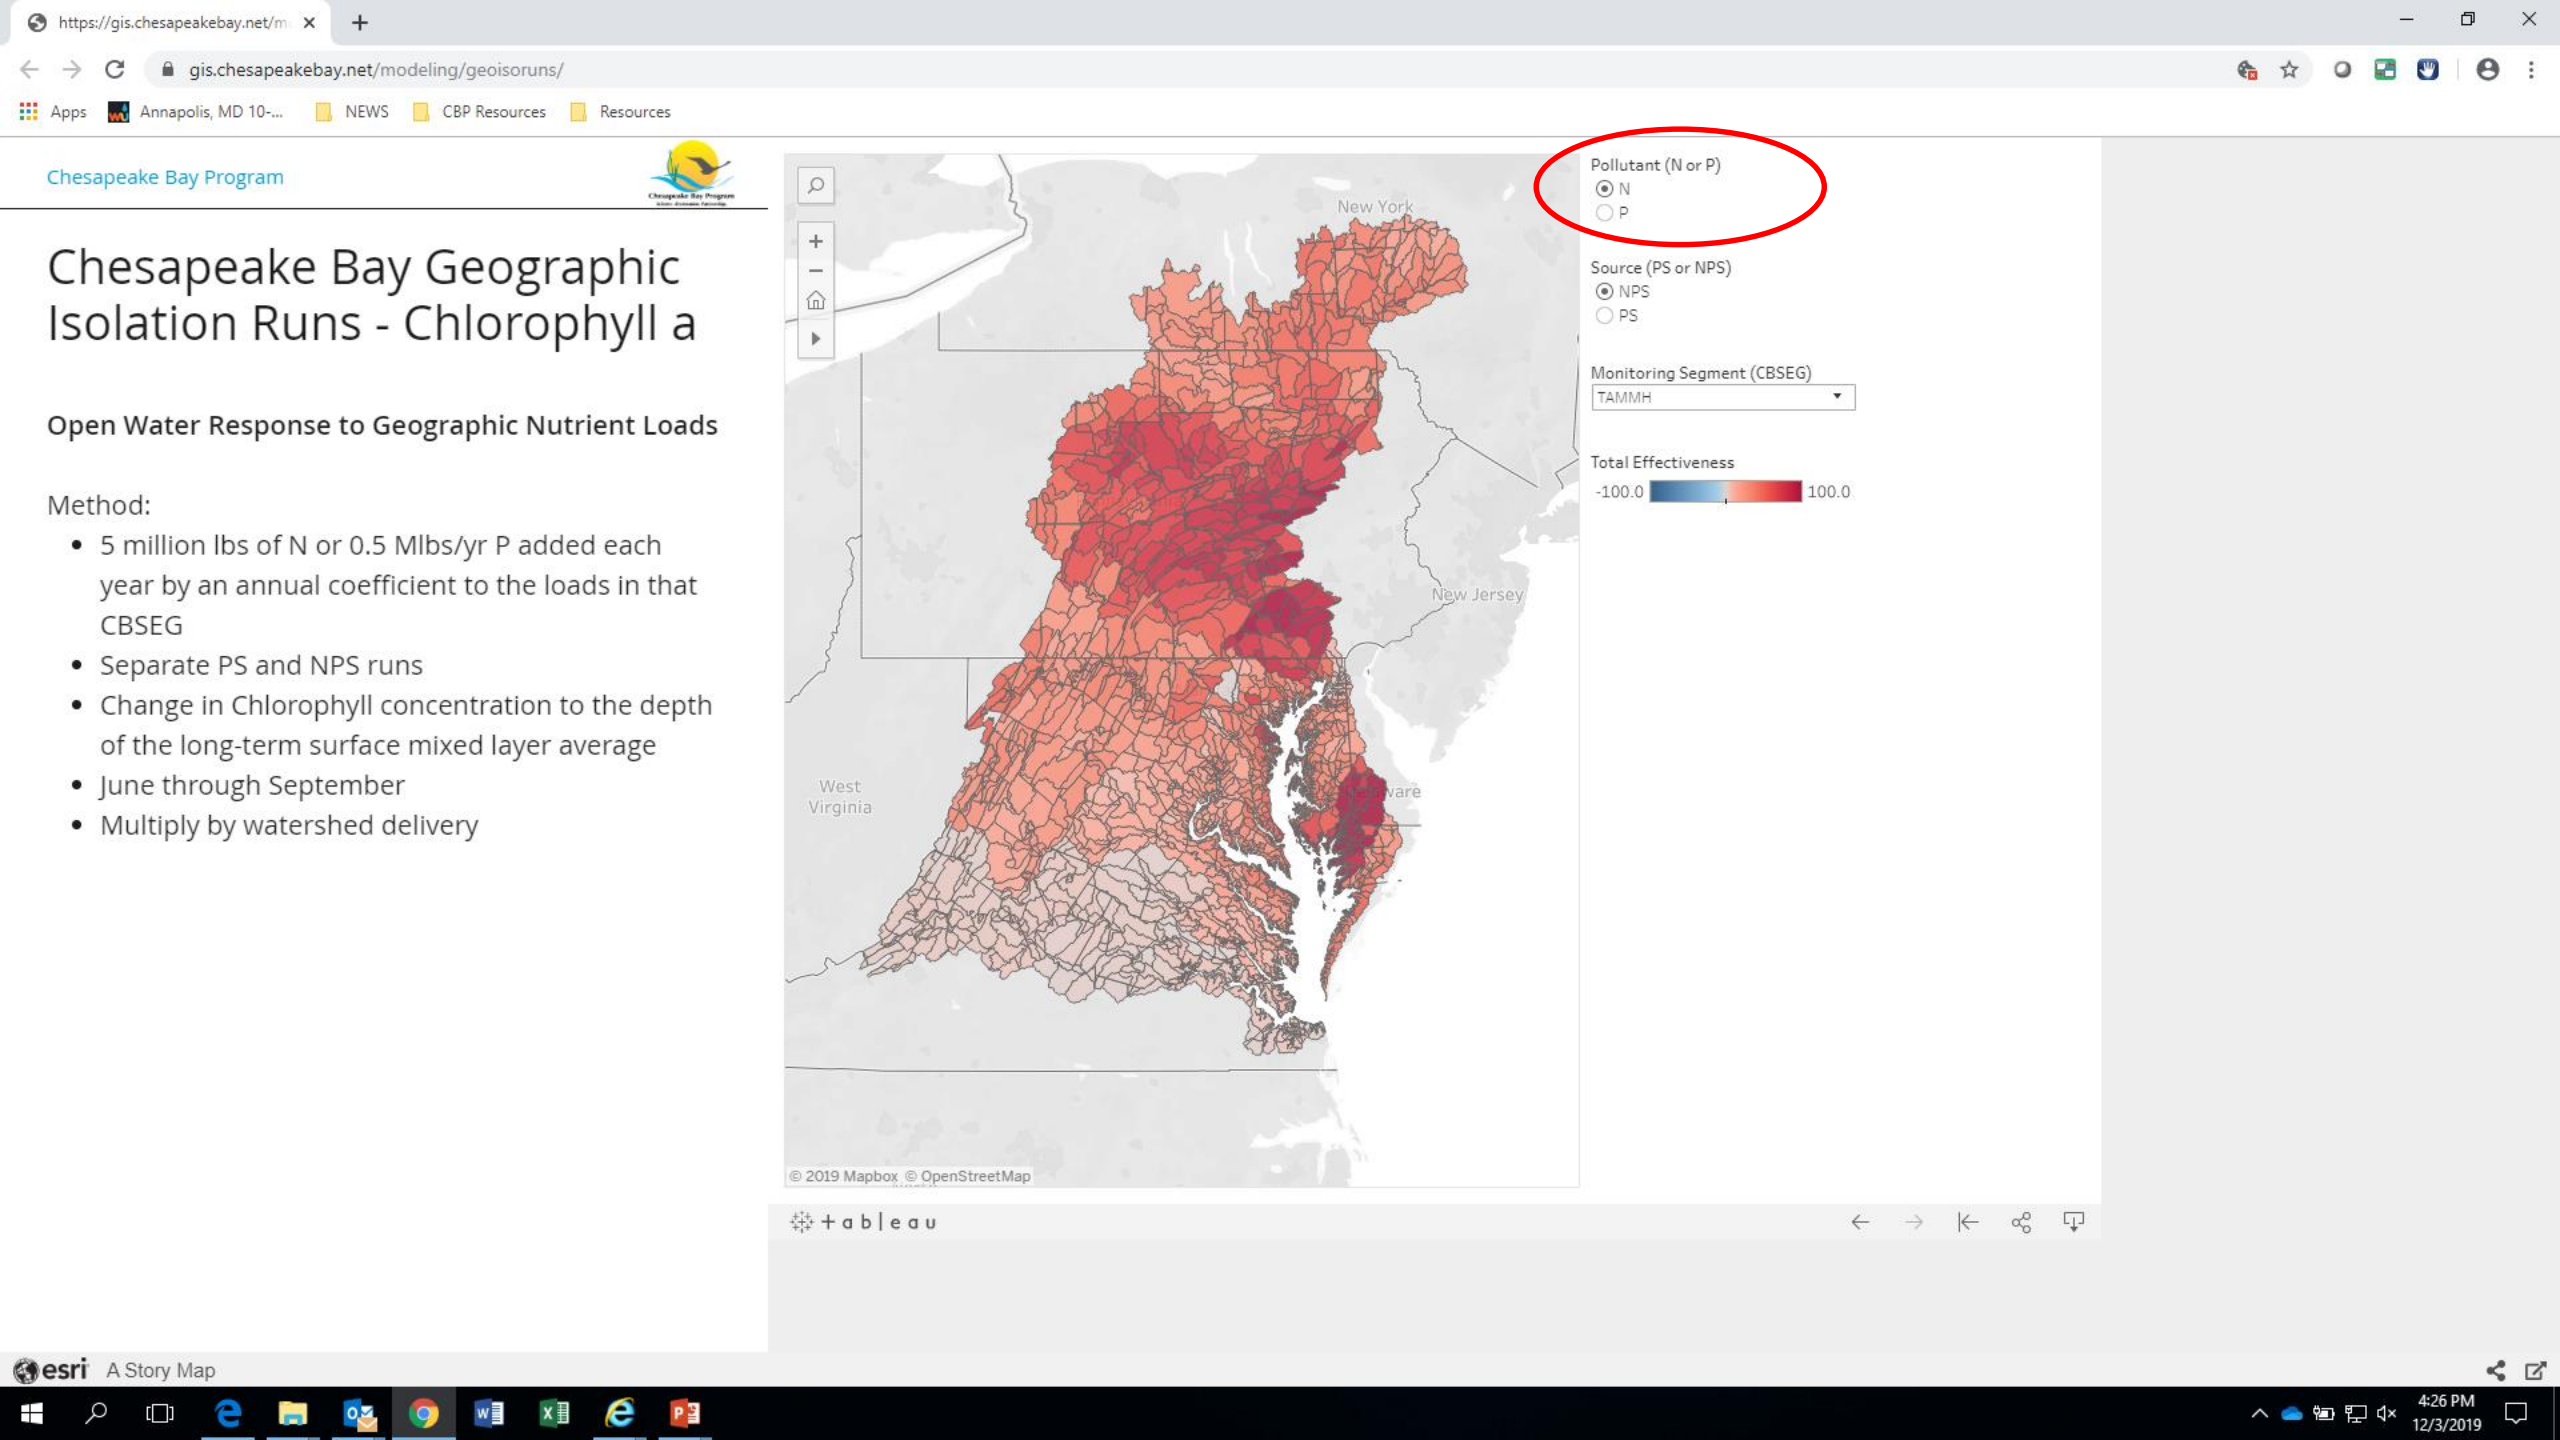 https://gis.chesapeakebay.net/m
gis.chesapeakebay.net/modeling/geoisoruns/
Apps
Annapolis, MD 10-...
NEWS
CBP Resources
Resources
Chesapeake Bay Program
Chesapeake Bay Program
Chesapeake Bay Geographic
Isolation Runs - Chlorophyll a
Open Water Response to Geographic Nutrient Loads
Method:
• 5 million lbs of N or 0.5 Mlbs/yr P added each
year by an annual coefficient to the loads in that
CBSEG
• Separate PS and NPS runs
• Change in Chlorophyll concentration to the depth
of the long-term surface mixed layer average
• June through September
• Multiply by watershed delivery
New York
New Jersey
West
Virginia
ware
© 2019 Mapbox © OpenStreetMap
Pollutant (N or P)
N
P
Source (PS or NPS)
NPS
PS
Monitoring Segment (CBSEG)
TAMMH
Total Effectiveness
-100.0 100.0
+ableau
esri A Story Map
4:26 PM
12/3/2019